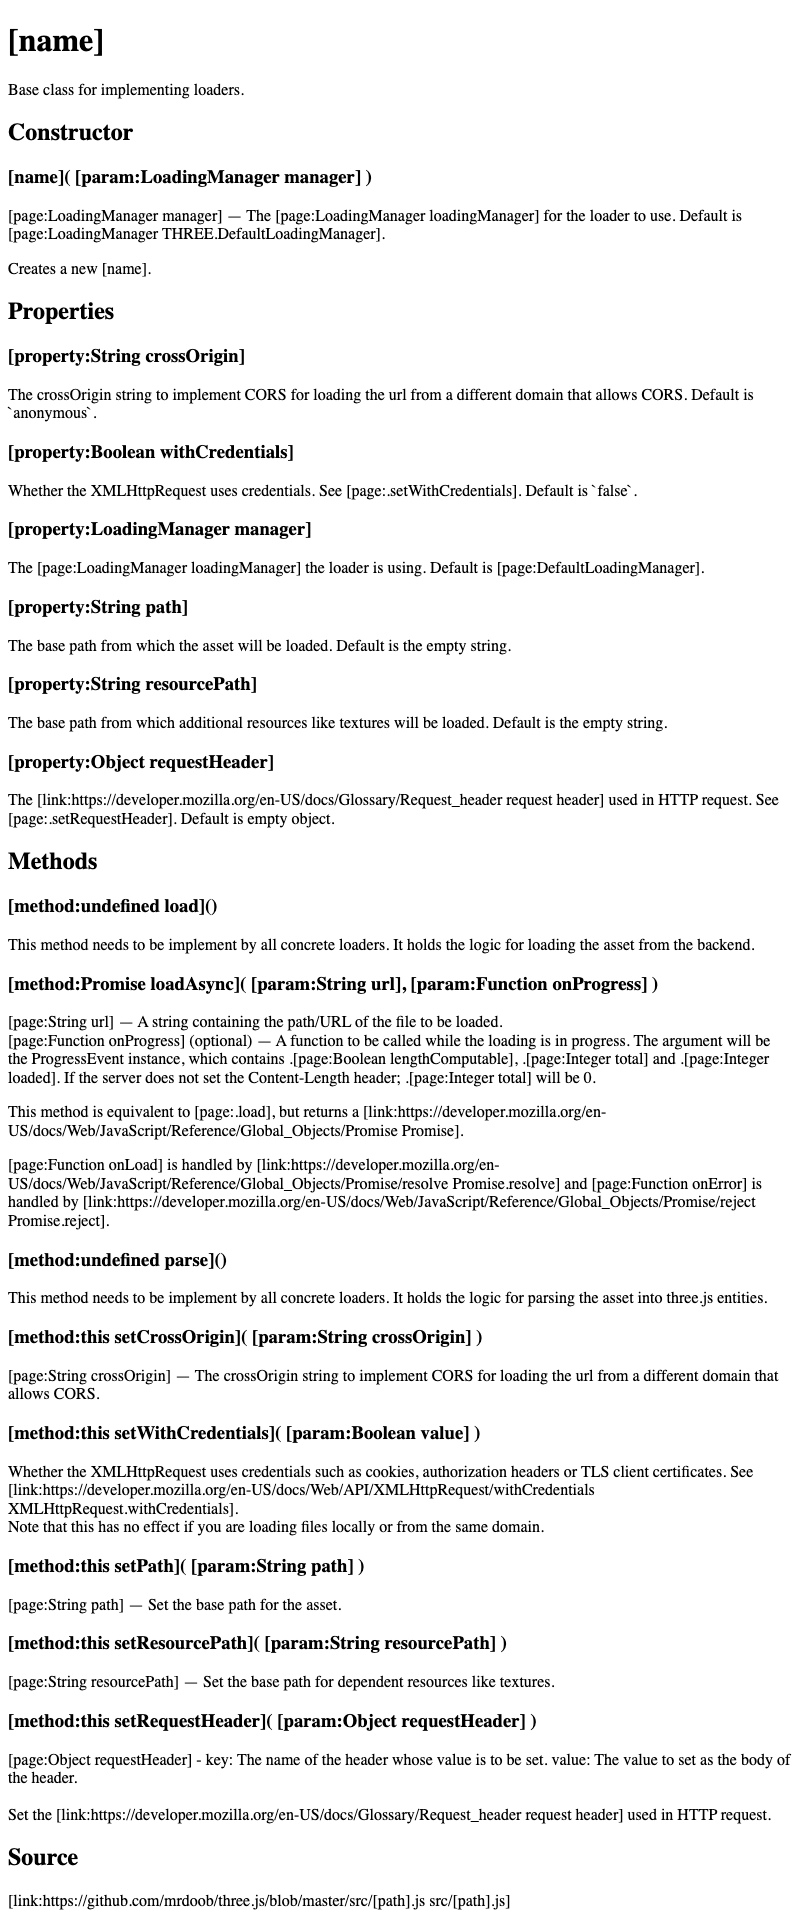 [name]
Base class for implementing loaders.
Constructor
[name]( [param:LoadingManager manager] )
[page:LoadingManager manager] — The [page:LoadingManager loadingManager] for the loader to use. Default is
[page:LoadingManager THREE.DefaultLoadingManager].
Creates a new [name].
Properties
[property:String crossOrigin]
The crossOrigin string to implement CORS for loading the url from a different domain that allows CORS. Default is
`anonymous`.
[property:Boolean withCredentials]
Whether the XMLHttpRequest uses credentials. See [page:.setWithCredentials]. Default is `false`.
[property:LoadingManager manager]
The [page:LoadingManager loadingManager] the loader is using. Default is [page:DefaultLoadingManager].
[property:String path]
The base path from which the asset will be loaded. Default is the empty string.
[property:String resourcePath]
The base path from which additional resources like textures will be loaded. Default is the empty string.
[property:Object requestHeader]
The [link:https://developer.mozilla.org/en-US/docs/Glossary/Request_header request header] used in HTTP request. See
[page:.setRequestHeader]. Default is empty object.
Methods
[method:undefined load]()
This method needs to be implement by all concrete loaders. It holds the logic for loading the asset from the backend.
[method:Promise loadAsync]( [param:String url], [param:Function onProgress] )
[page:String url] — A string containing the path/URL of the file to be loaded.
[page:Function onProgress] (optional) — A function to be called while the loading is in progress. The argument will be
the ProgressEvent instance, which contains .[page:Boolean lengthComputable], .[page:Integer total] and .[page:Integer
loaded]. If the server does not set the Content-Length header; .[page:Integer total] will be 0.
This method is equivalent to [page:.load], but returns a [link:https://developer.mozilla.org/en-
US/docs/Web/JavaScript/Reference/Global_Objects/Promise Promise].
[page:Function onLoad] is handled by [link:https://developer.mozilla.org/en-
US/docs/Web/JavaScript/Reference/Global_Objects/Promise/resolve Promise.resolve] and [page:Function onError] is
handled by [link:https://developer.mozilla.org/en-US/docs/Web/JavaScript/Reference/Global_Objects/Promise/reject
Promise.reject].
[method:undefined parse]()
This method needs to be implement by all concrete loaders. It holds the logic for parsing the asset into three.js entities.
[method:this setCrossOrigin]( [param:String crossOrigin] )
[page:String crossOrigin] — The crossOrigin string to implement CORS for loading the url from a different domain that
allows CORS.
[method:this setWithCredentials]( [param:Boolean value] )
Whether the XMLHttpRequest uses credentials such as cookies, authorization headers or TLS client certificates. See
[link:https://developer.mozilla.org/en-US/docs/Web/API/XMLHttpRequest/withCredentials
XMLHttpRequest.withCredentials].
Note that this has no effect if you are loading files locally or from the same domain.
[method:this setPath]( [param:String path] )
[page:String path] — Set the base path for the asset.
[method:this setResourcePath]( [param:String resourcePath] )
[page:String resourcePath] — Set the base path for dependent resources like textures.
[method:this setRequestHeader]( [param:Object requestHeader] )
[page:Object requestHeader] - key: The name of the header whose value is to be set. value: The value to set as the body of
the header.
Set the [link:https://developer.mozilla.org/en-US/docs/Glossary/Request_header request header] used in HTTP request.
Source
[link:https://github.com/mrdoob/three.js/blob/master/src/[path].js src/[path].js]